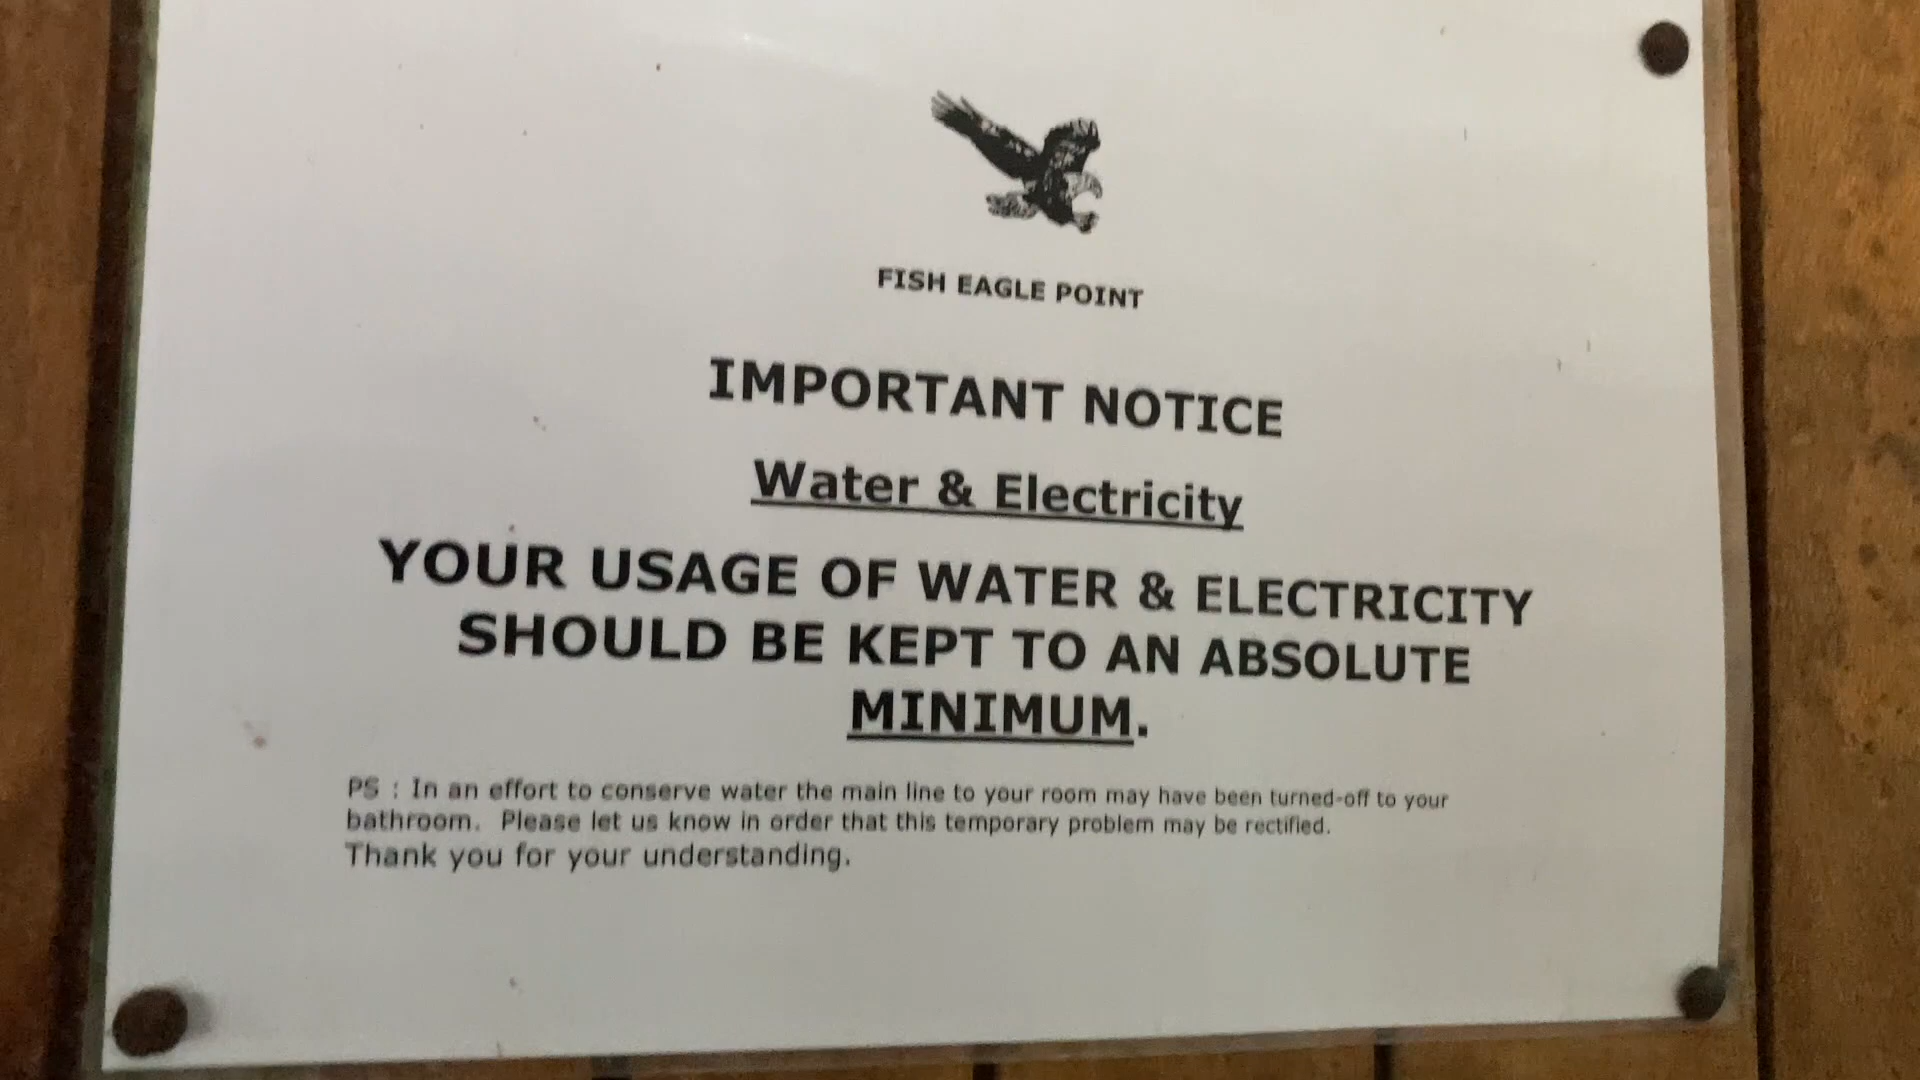 FISH EAGLE POINT
IMPORTANT NOTICE
Water & Electricity
YOUR USAGE OF WATER & ELECTRICITY
SHOULD BE KEPT TO AN ABSOLUTE
MINIMUM.
PS : In an effort to conserve water the main line to your room may have been turned-off to your
bathroom. Please let us know in order that this temporary problem may be rectified.
Thank you for your understanding.